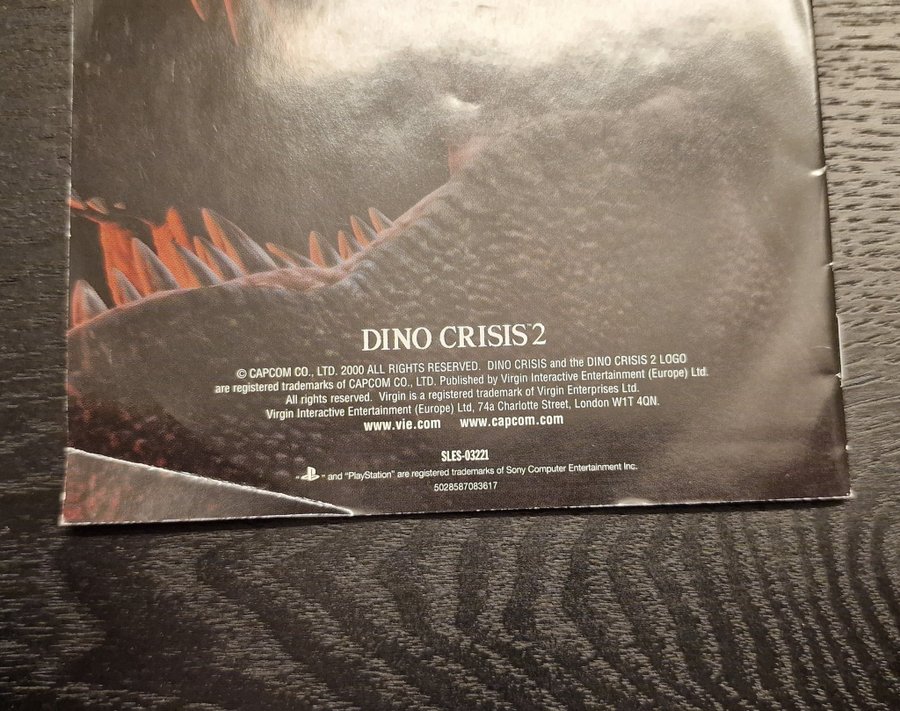 DINO CRISIS™2
© CAPCOM CO., LTD. 2000 ALL RIGHTS RESERVED. DINO CRISIS and the DINO CRISIS 2 LOGO
are registered trademarks of CAPCOM CO., LTD. Published by Virgin Interactive Entertainment (Europe) Ltd.
All rights reserved. Virgin is a registered trademark of Virgin Enterprises Ltd.
Virgin Interactive Entertainment (Europe) Ltd, 74a Charlotte Street, London W1T 4QN.
www.vie.com www.capcom.com
SLES-03221
" " and "PlayStation" are registered trademarks of Sony Computer Entertainment Inc.
5028587083617